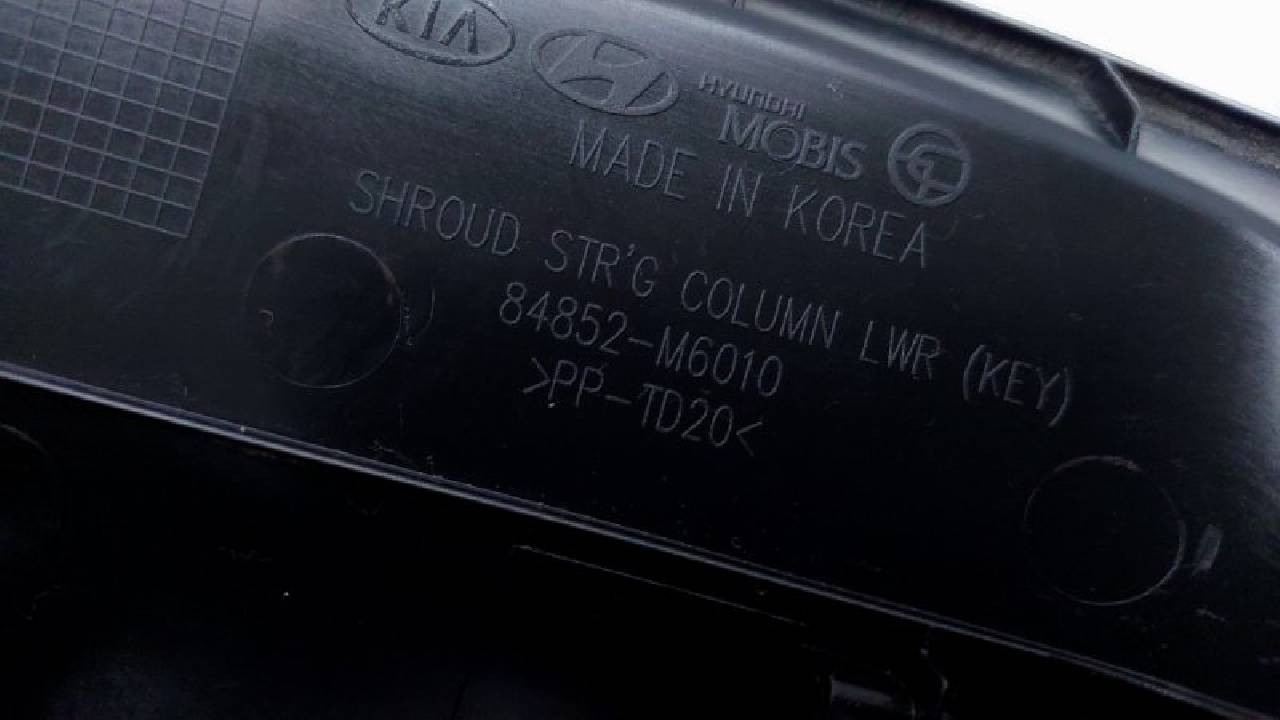 KIA
HYUNDAI
MOBIS
MADE IN KOREA
SHROUD STR'G COLUMN LWR (KEY)
84852-M6010
>PP-TD20<